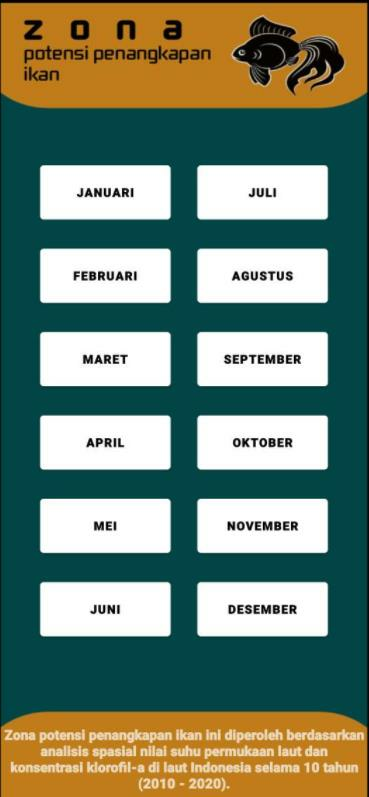 zona
potensi penangkapan
ikan
JANUARI
JULI
FEBRUARI
AGUSTUS
MARET
SEPTEMBER
APRIL
OKTOBER
MEI
NOVEMBER
JUNI
DESEMBER
Zona potensi penangkapan ikan ini diperoleh berdasarkan
analisis spasial nilai suhu permukaan laut dan
konsentrasi klorofil-a di laut Indonesia selama 10 tahun
(2010 - 2020).